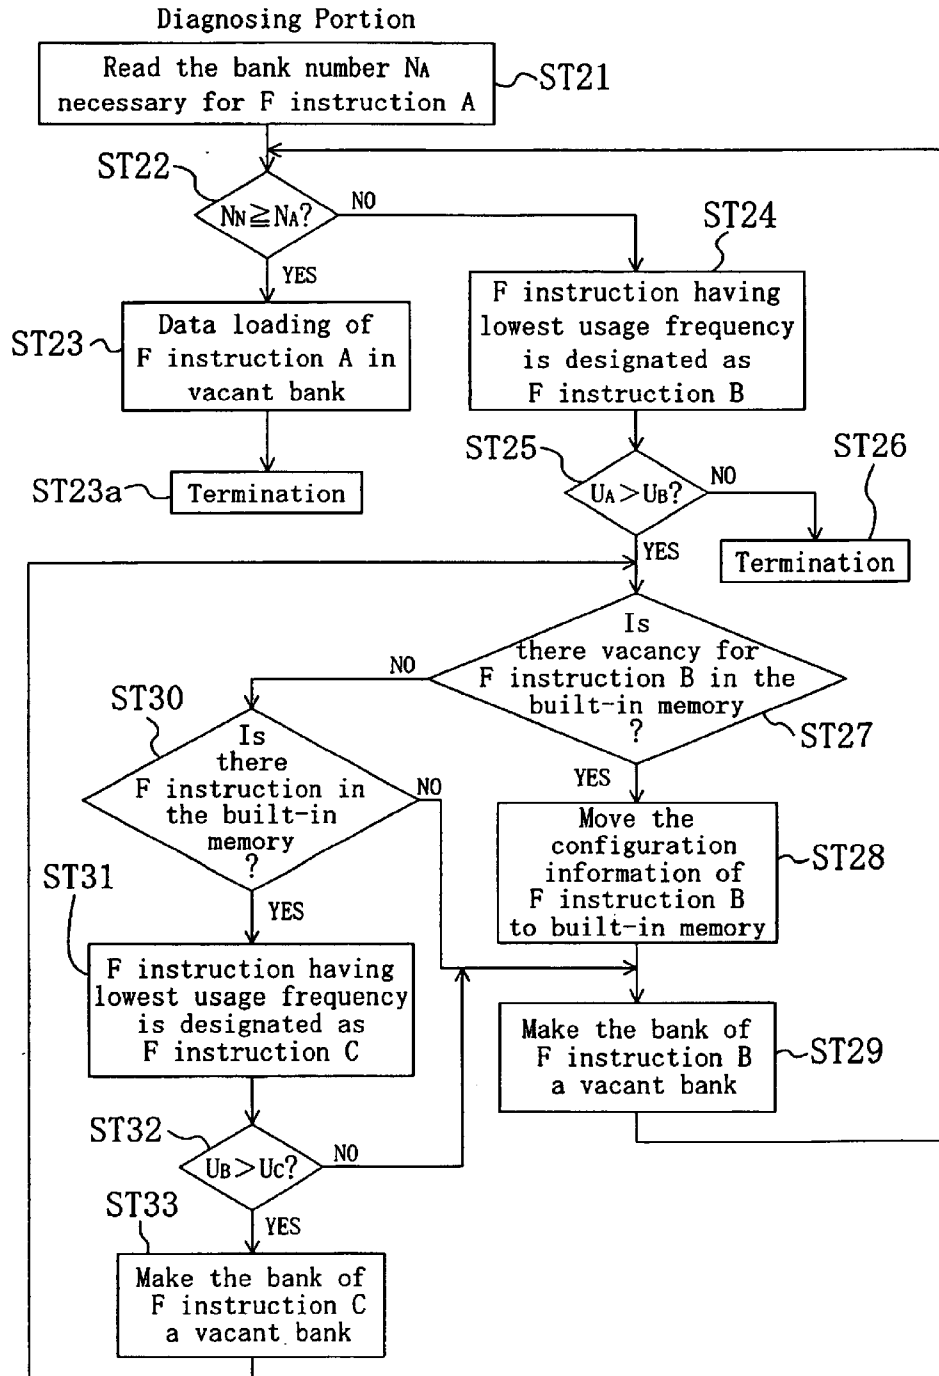 Diagnosing Portion
Read the bank number NA
necessary for F instruction A
ST21
ST22
NN≧NA?
NO
YES
ST23
Data loading of
F instruction A in
vacant bank
ST23a
Termination
ST24
F instruction having
lowest usage frequency
is designated as
F instruction B
ST25
UA>UB?
NO
YES
ST26
Termination
Is
there vacancy for
F instruction B in the
built-in memory
?
ST27
NO
YES
ST30
Is
there
F instruction in
the built-in
memory
?
NO
YES
Move the
configuration
information of
F instruction B
to built-in memory
ST28
ST31
F instruction having
lowest usage frequency
is designated as
F instruction C
Make the bank of
F instruction B
a vacant bank
ST29
ST32
UB>UC?
NO
YES
ST33
Make the bank of
F instruction C
a vacant bank